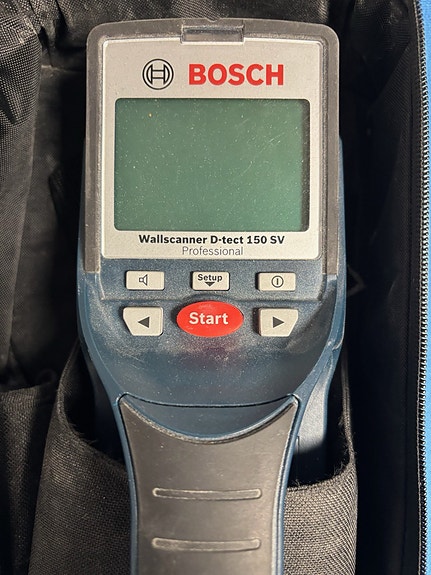 BOSCH
Wallscanner D-tect 150 SV
Professional
Setup
Start